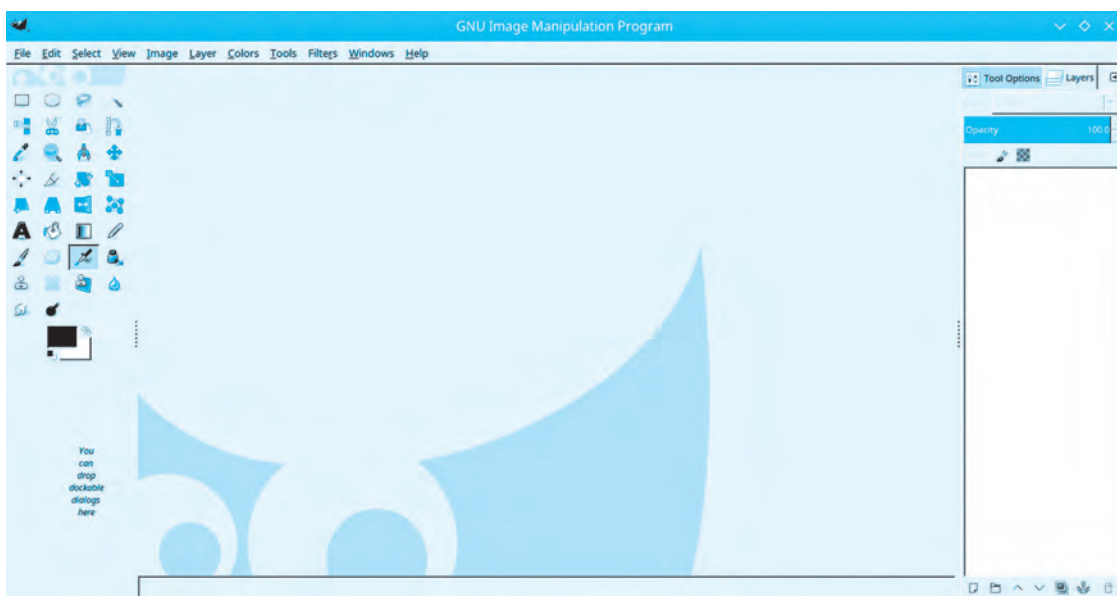 GNU Image Manipulation Program
File Edit Select View Image Layer Colors Tools Filters Windows Help
Tool Options Layers
Opacity 100.0
You
can
drop
dockable
dialogs
here